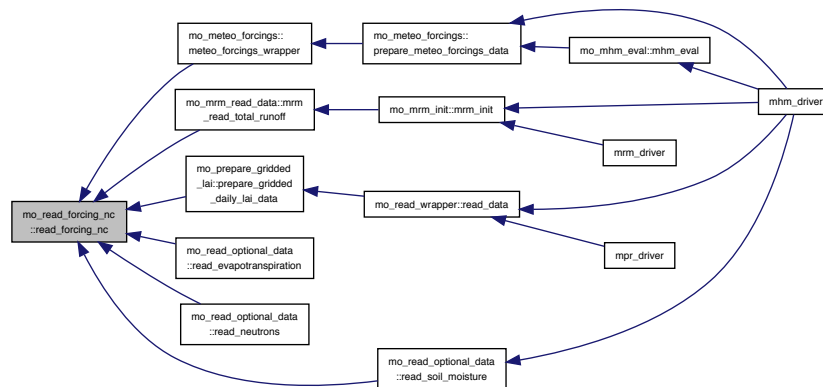 mo_meteo_forcings::
meteo_forcings_wrapper
mo_meteo_forcings::
prepare_meteo_forcings_data
mo_mhm_eval::mhm_eval
mhm_driver
mo_mrm_read_data::mrm
_read_total_runoff
mo_mrm_init::mrm_init
mrm_driver
mo_prepare_gridded
_lai::prepare_gridded
_daily_lai_data
mo_read_wrapper::read_data
mpr_driver
mo_read_forcing_nc
::read_forcing_nc
mo_read_optional_data
::read_evapotranspiration
mo_read_optional_data
::read_neutrons
mo_read_optional_data
::read_soil_moisture